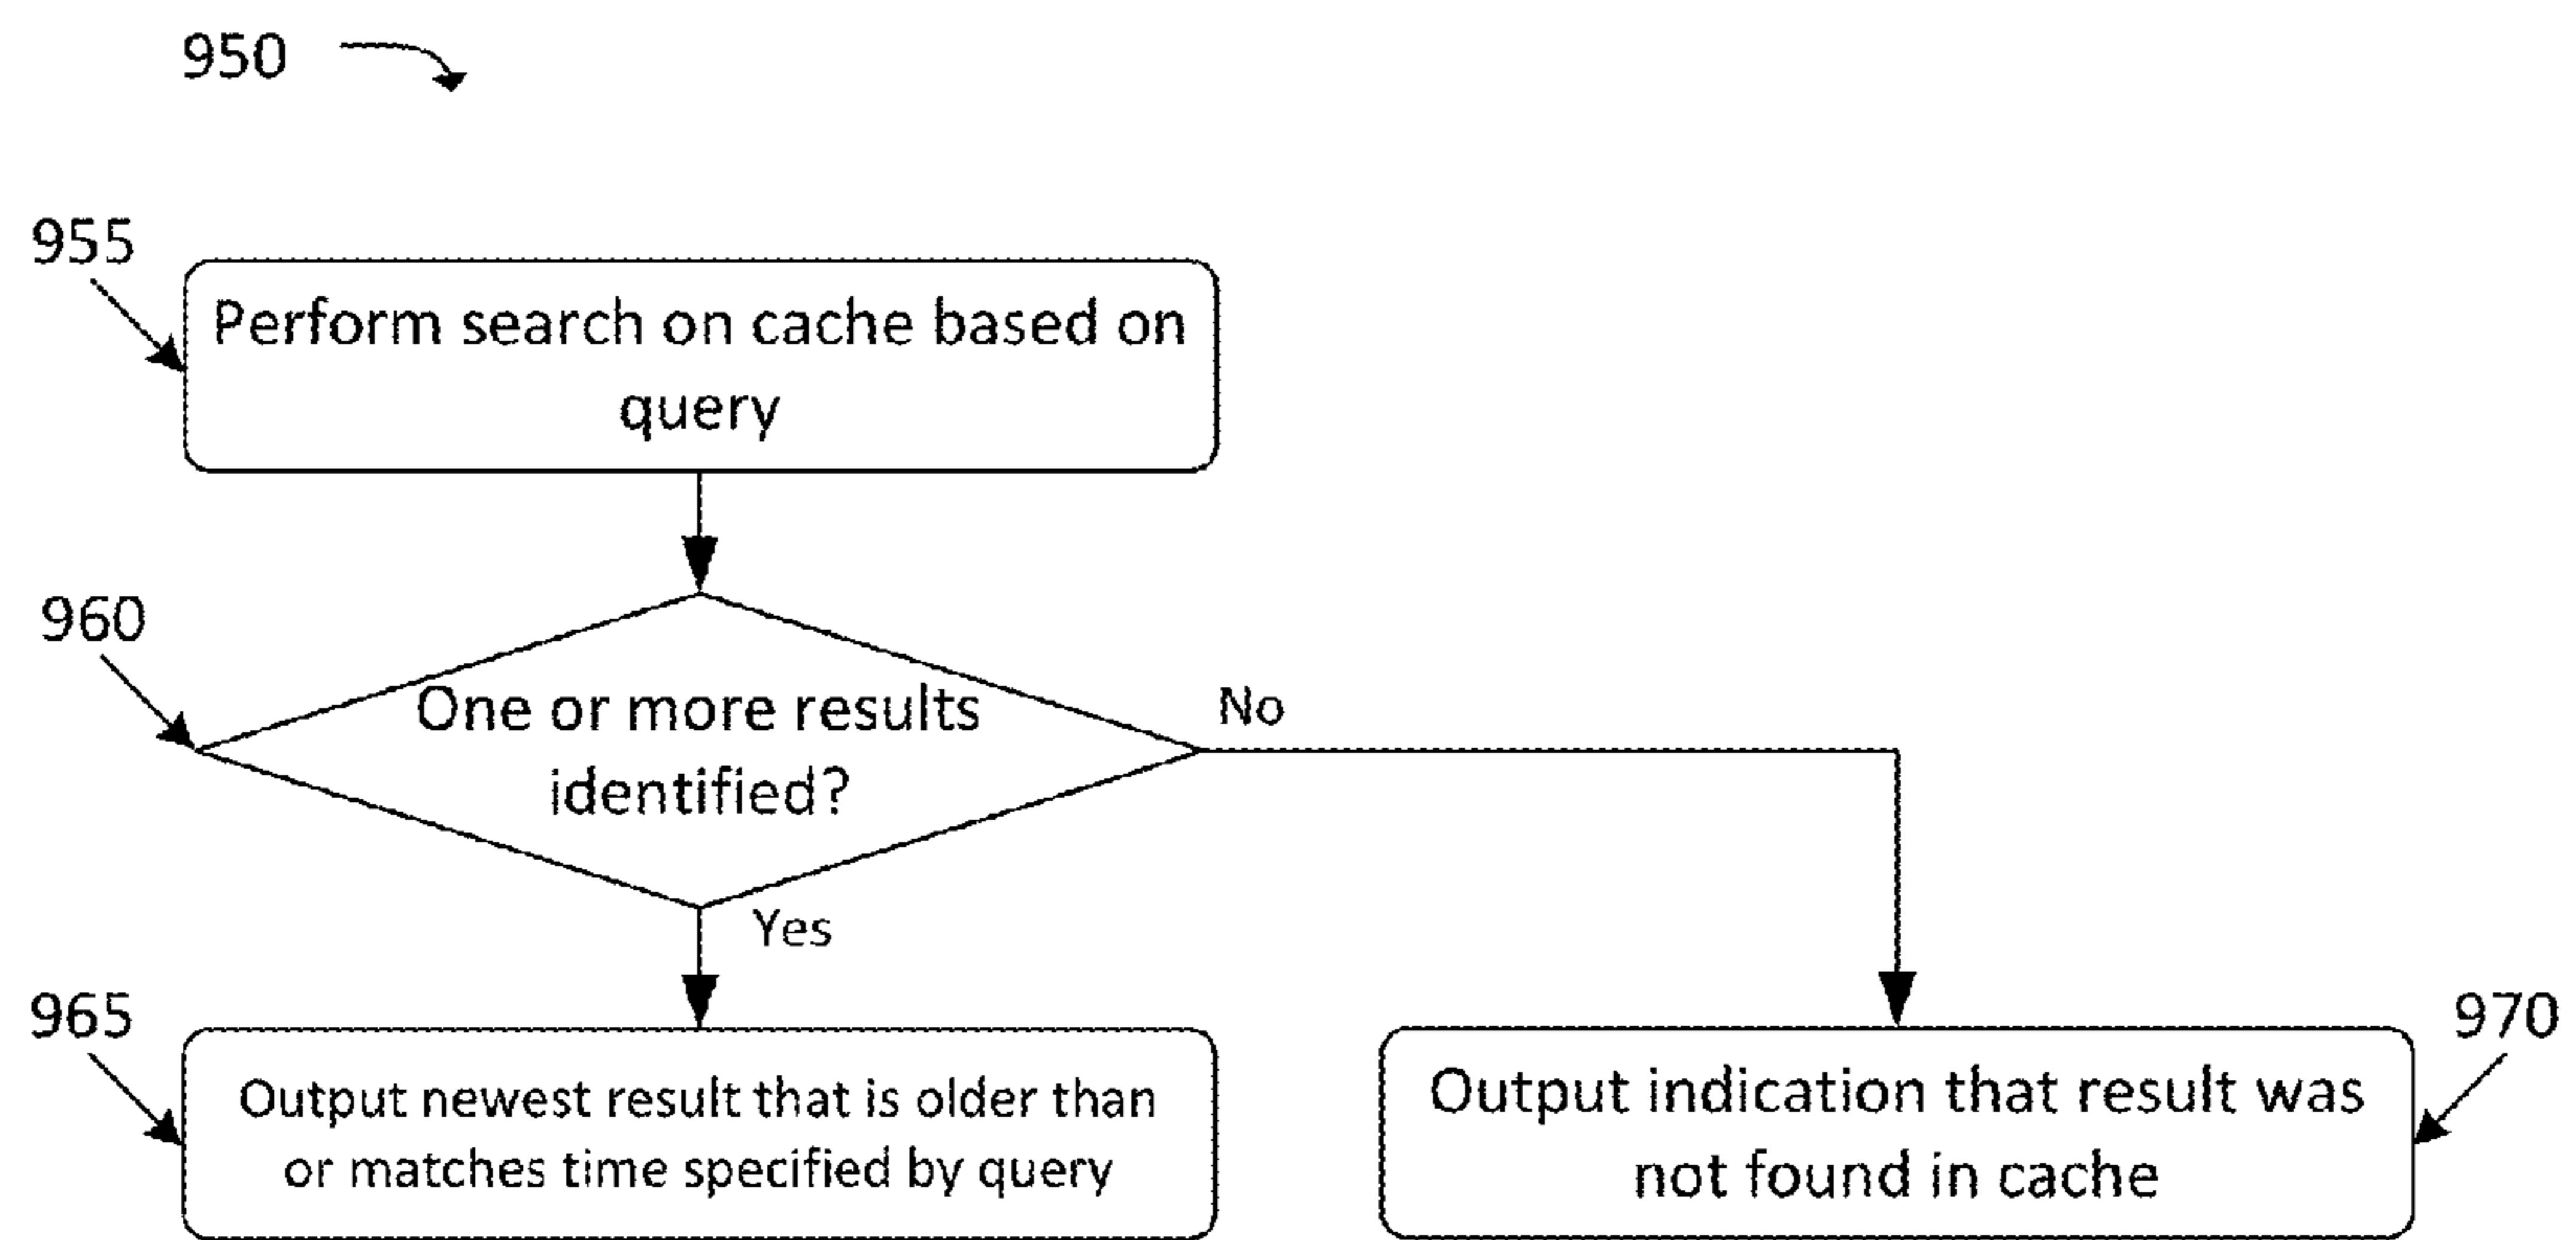 950
955
Perform search on cache based on
query
960
One or more results
identified?
No
Yes
965
Output newest result that is older than
or matches time specified by query
970
Output indication that result was
not found in cache